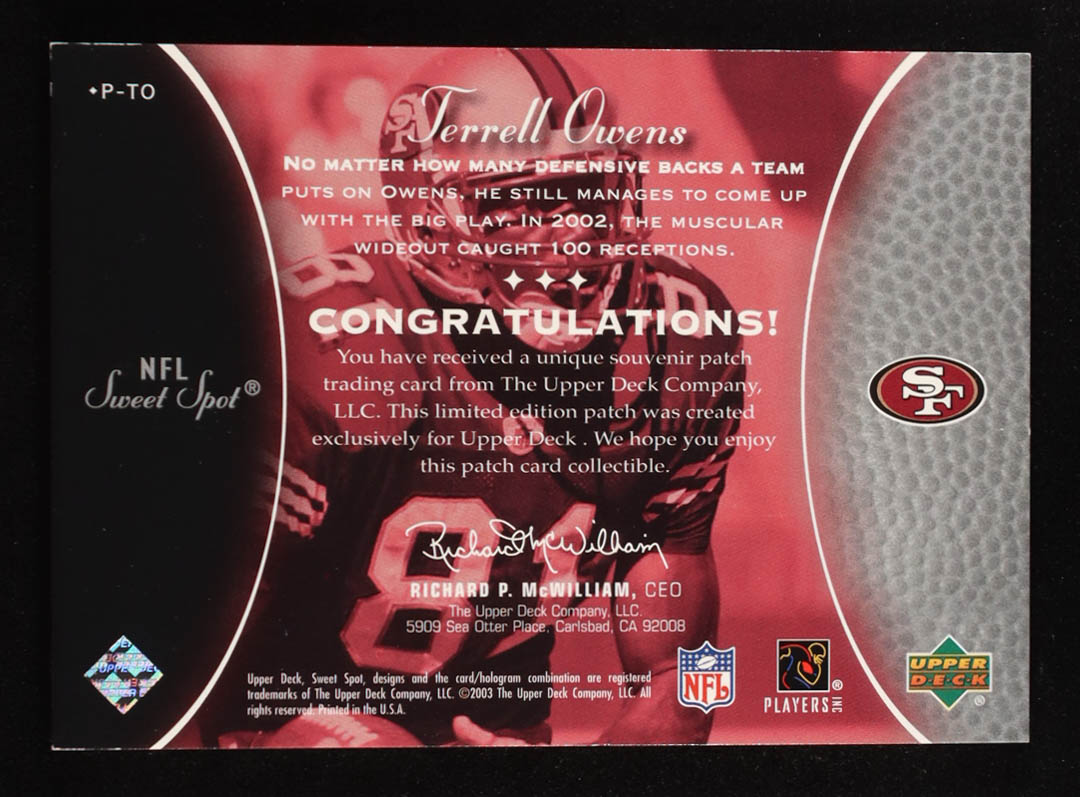 P-TO
Terrell Owens
NO MATTER HOW MANY DEFENSIVE BACKS A TEAM
PUTS ON OWENS, HE STILL MANAGES TO COME UP
WITH THE BIG PLAY. IN 2002, THE MUSCULAR
WIDEOUT CAUGHT 100 RECEPTIONS.
CONGRATULATIONS!
You have received a unique souvenir patch
trading card from The Upper Deck Company,
LLC. This limited edition patch was created
exclusively for Upper Deck . We hope you enjoy
this patch card collectible.
NFL
Sweet Spot®
SF
SF
81
Richard McWilliam
RICHARD P. McWILLIAM, CEO
The Upper Deck Company, LLC.
5909 Sea Otter Place, Carlsbad, CA 92008
Upper Deck, Sweet Spot, designs and the card/hologram combination are registered
trademarks of The Upper Deck Company, LLC. ©2003 The Upper Deck Company, LLC. All
rights reserved. Printed in the U.S.A.
NFL
PLAYERS INC ®
UPPER
DECK
®